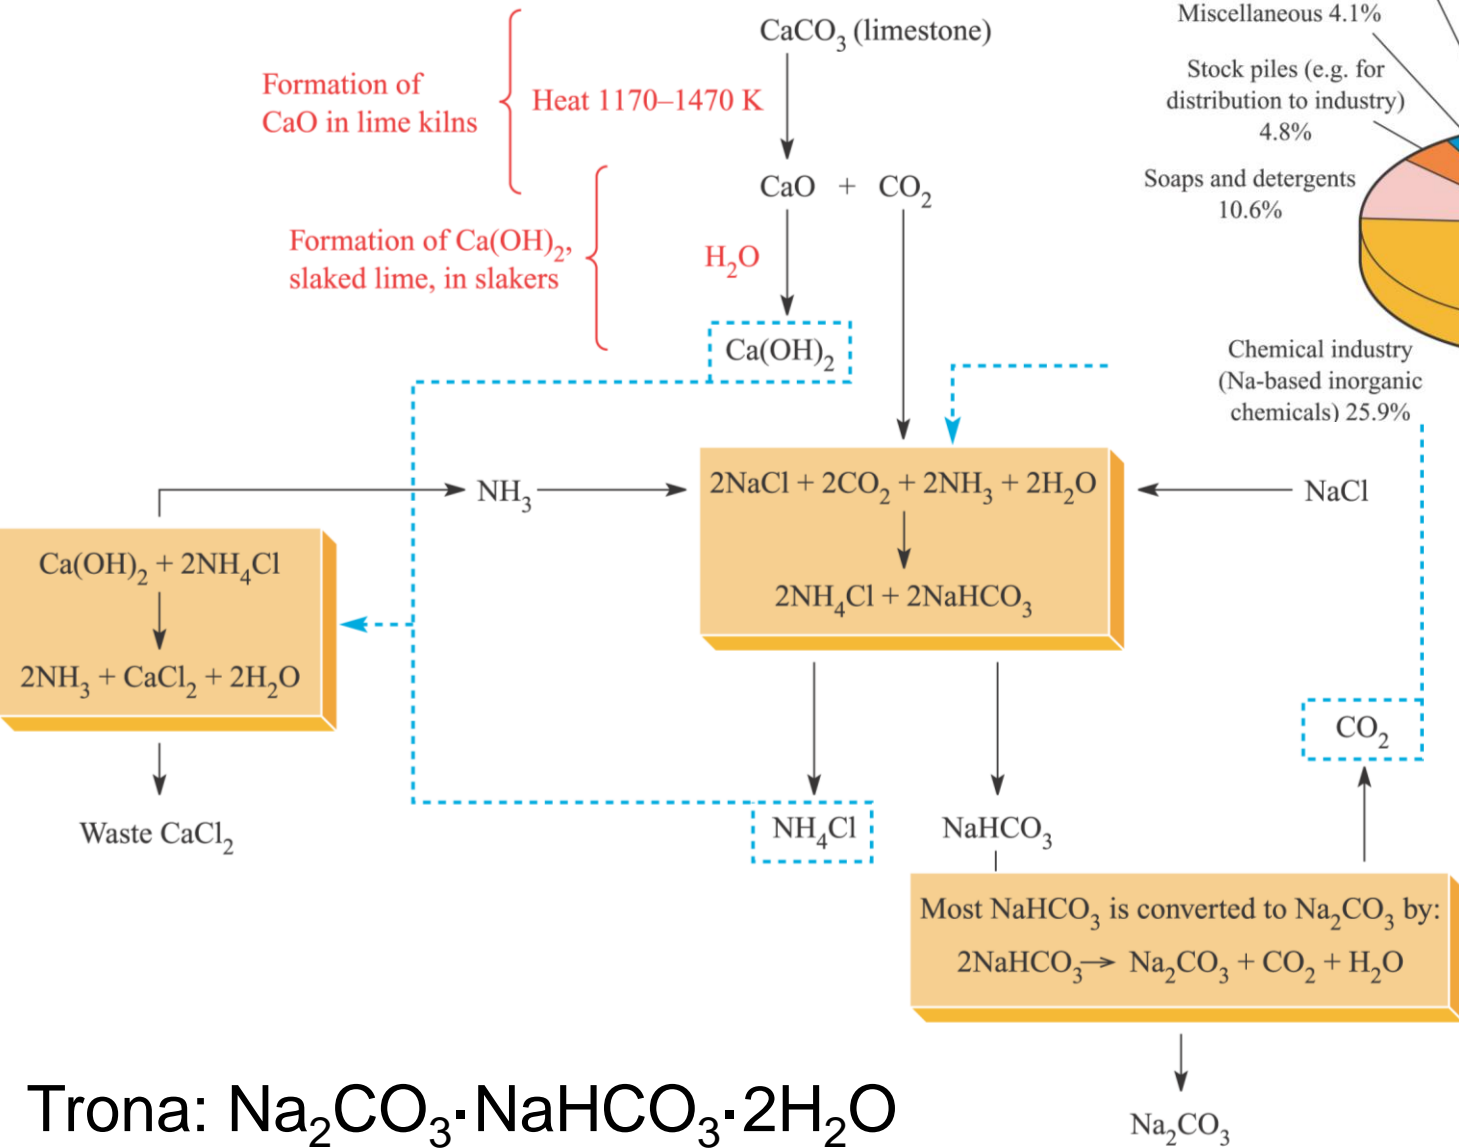 CaCO₃ (limestone)
Formation of
CaO in lime kilns
Heat 1170–1470 K
CaO + CO₂
Formation of Ca(OH)₂,
slaked lime, in slakers
H₂O
Ca(OH)₂
Miscellaneous 4.1%
Stock piles (e.g. for
distribution to industry)
4.8%
Soaps and detergents
10.6%
Chemical industry
(Na-based inorganic
chemicals) 25.9%
NH₃
2NaCl + 2CO₂ + 2NH₃ + 2H₂O
2NH₄Cl + 2NaHCO₃
NaCl
Ca(OH)₂ + 2NH₄Cl
2NH₃ + CaCl₂ + 2H₂O
Waste CaCl₂
NH₄Cl
NaHCO₃
CO₂
Most NaHCO₃ is converted to Na₂CO₃ by:
2NaHCO₃→ Na₂CO₃ + CO₂ + H₂O
Na₂CO₃
Trona: Na₂CO₃·NaHCO₃·2H₂O